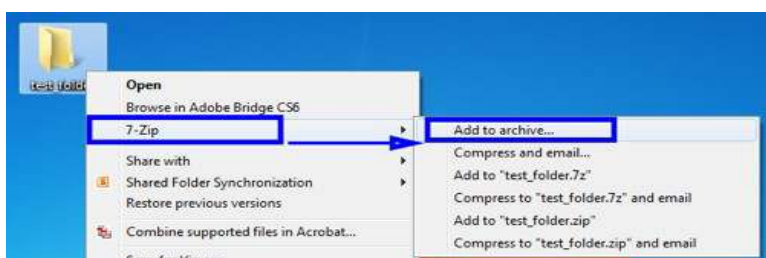 Open
Browse in Adobe Bridge CS6
7-Zip
Share with
Shared Folder Synchronization
Restore previous versions
Combine supported files in Acrobat...
Add to archive...
Compress and email...
Add to "test_folder.7z"
Compress to "test_folder.7z" and email
Add to "test_folder.zip"
Compress to "test_folder.zip" and email